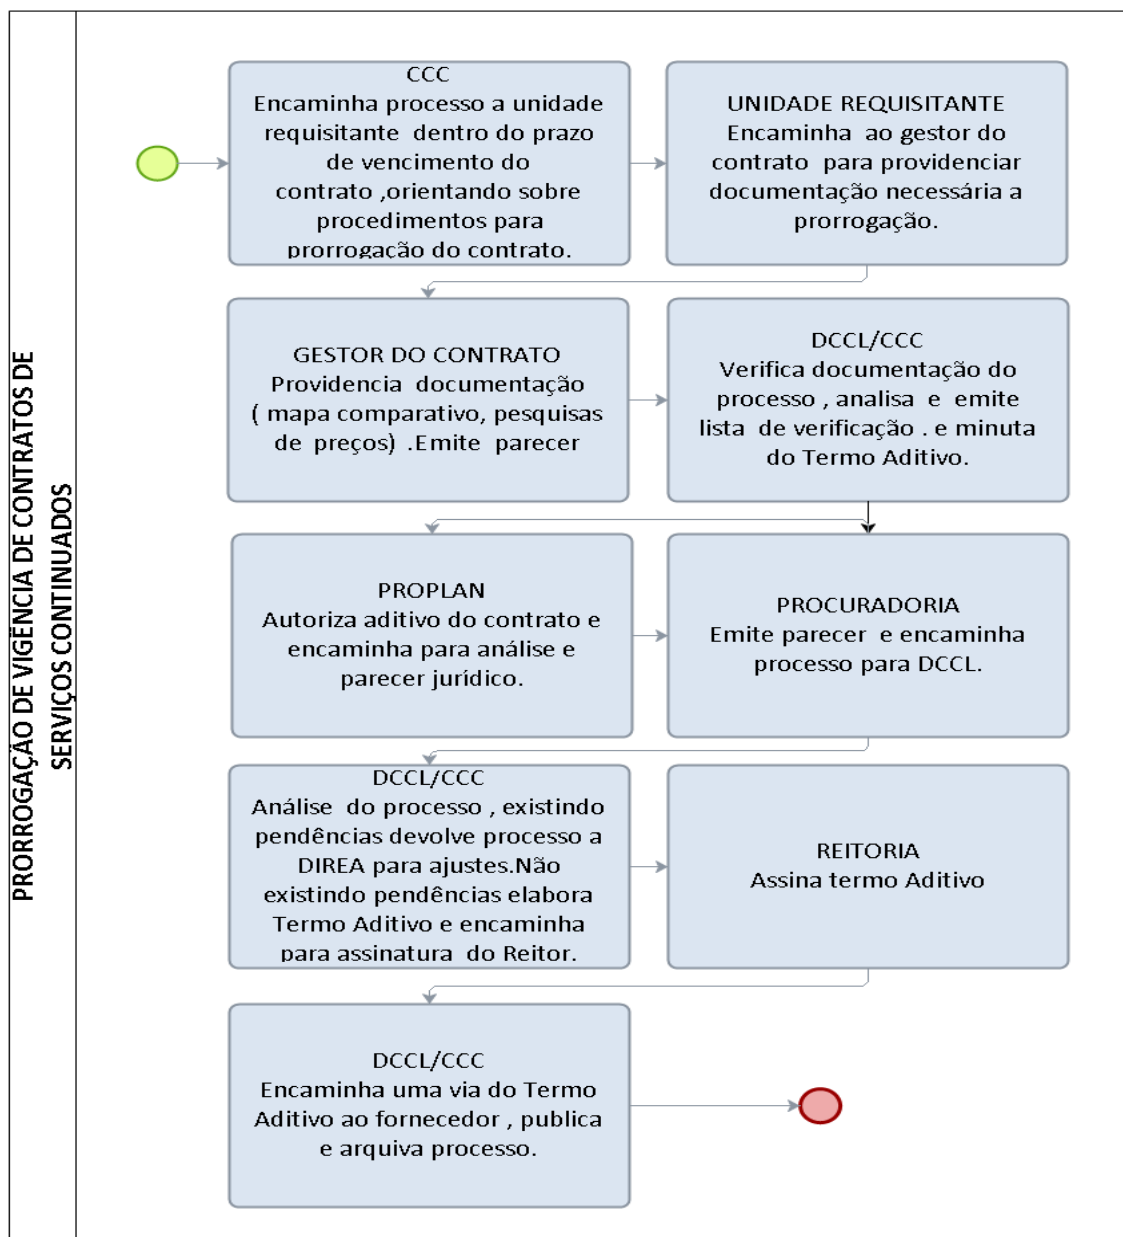 PRORROGAÇÃO DE VIGÊNCIA DE CONTRATOS DE
SERVIÇOS CONTINUADOS
CCC
Encaminha processo a unidade
requisitante dentro do prazo
de vencimento do
contrato ,orientando sobre
procedimentos para
prorrogação do contrato.
UNIDADE REQUISITANTE
Encaminha ao gestor do
contrato para providenciar
documentação necessária a
prorrogação.
GESTOR DO CONTRATO
Providencia documentação
( mapa comparativo, pesquisas
de preços) .Emite parecer
DCCL/CCC
Verifica documentação do
processo , analisa e emite
lista de verificação . e minuta
do Termo Aditivo.
PROPLAN
Autoriza aditivo do contrato e
encaminha para análise e
parecer jurídico.
PROCURADORIA
Emite parecer e encaminha
processo para DCCL.
DCCL/CCC
Análise do processo , existindo
pendências devolve processo a
DIREA para ajustes.Não
existindo pendências elabora
Termo Aditivo e encaminha
para assinatura do Reitor.
REITORIA
Assina termo Aditivo
DCCL/CCC
Encaminha uma via do Termo
Aditivo ao fornecedor , publica
e arquiva processo.